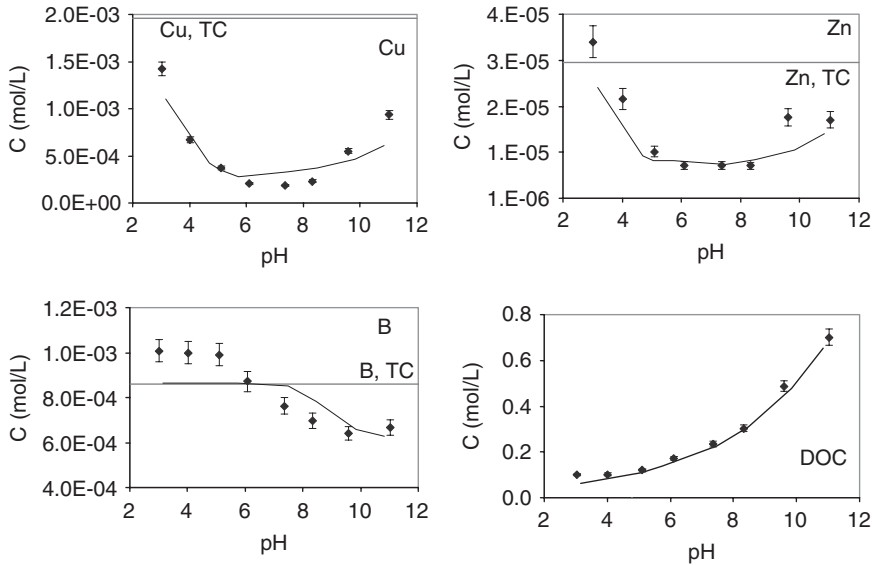 2.0E-03
1.5E-03
1.0E-03
5.0E-04
0.0E+00
C (mol/L)
Cu, TC
Cu
2 4 6 8 10 12
pH
4.E-05
3.E-05
2.E-05
1.E-05
1.E-06
C (mol/L)
Zn
Zn, TC
2 4 6 8 10 12
pH
1.2E-03
1.0E-03
8.0E-04
6.0E-04
4.0E-04
C (mol/L)
B
B, TC
2 4 6 8 10 12
pH
0.8
0.6
0.4
0.2
0.0
C (mol/L)
DOC
2 4 6 8 10 12
pH